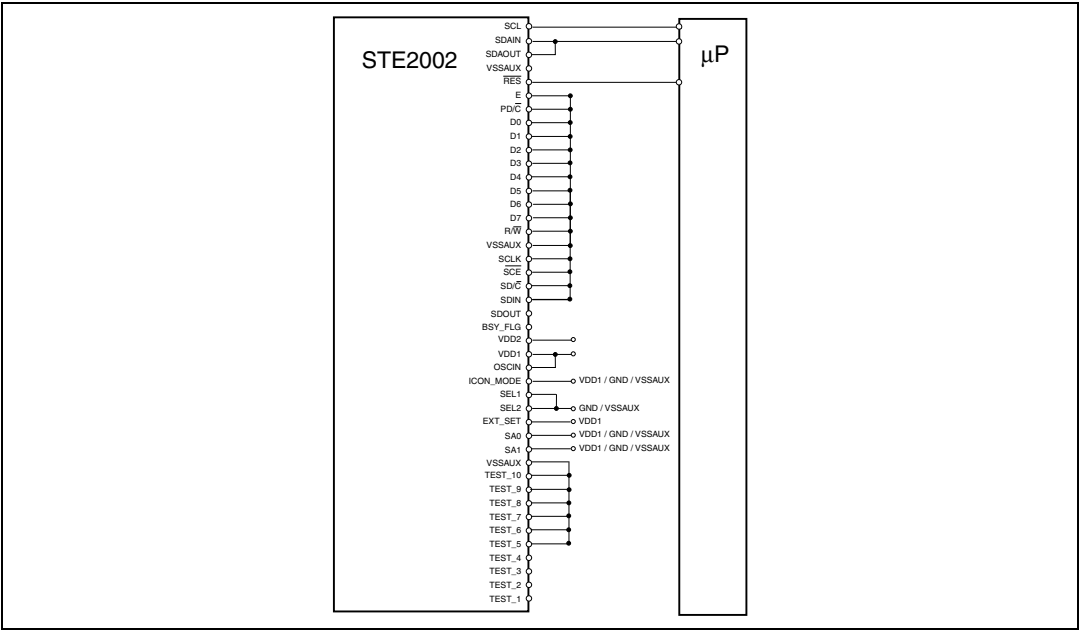 STE2002
μP
SCL
SDAIN
SDAOUT
VSSAUX
RES
E
PD/C
D0
D1
D2
D3
D4
D5
D6
D7
R/W
VSSAUX
SCLK
SCE
SD/C
SDIN
SDOUT
BSY_FLG
VDD2
VDD1
OSCIN
ICON_MODE VDD1 / GND / VSSAUX
SEL1
SEL2 GND / VSSAUX
EXT_SET VDD1
SA0 VDD1 / GND / VSSAUX
SA1 VDD1 / GND / VSSAUX
VSSAUX
TEST_10
TEST_9
TEST_8
TEST_7
TEST_6
TEST_5
TEST_4
TEST_3
TEST_2
TEST_1